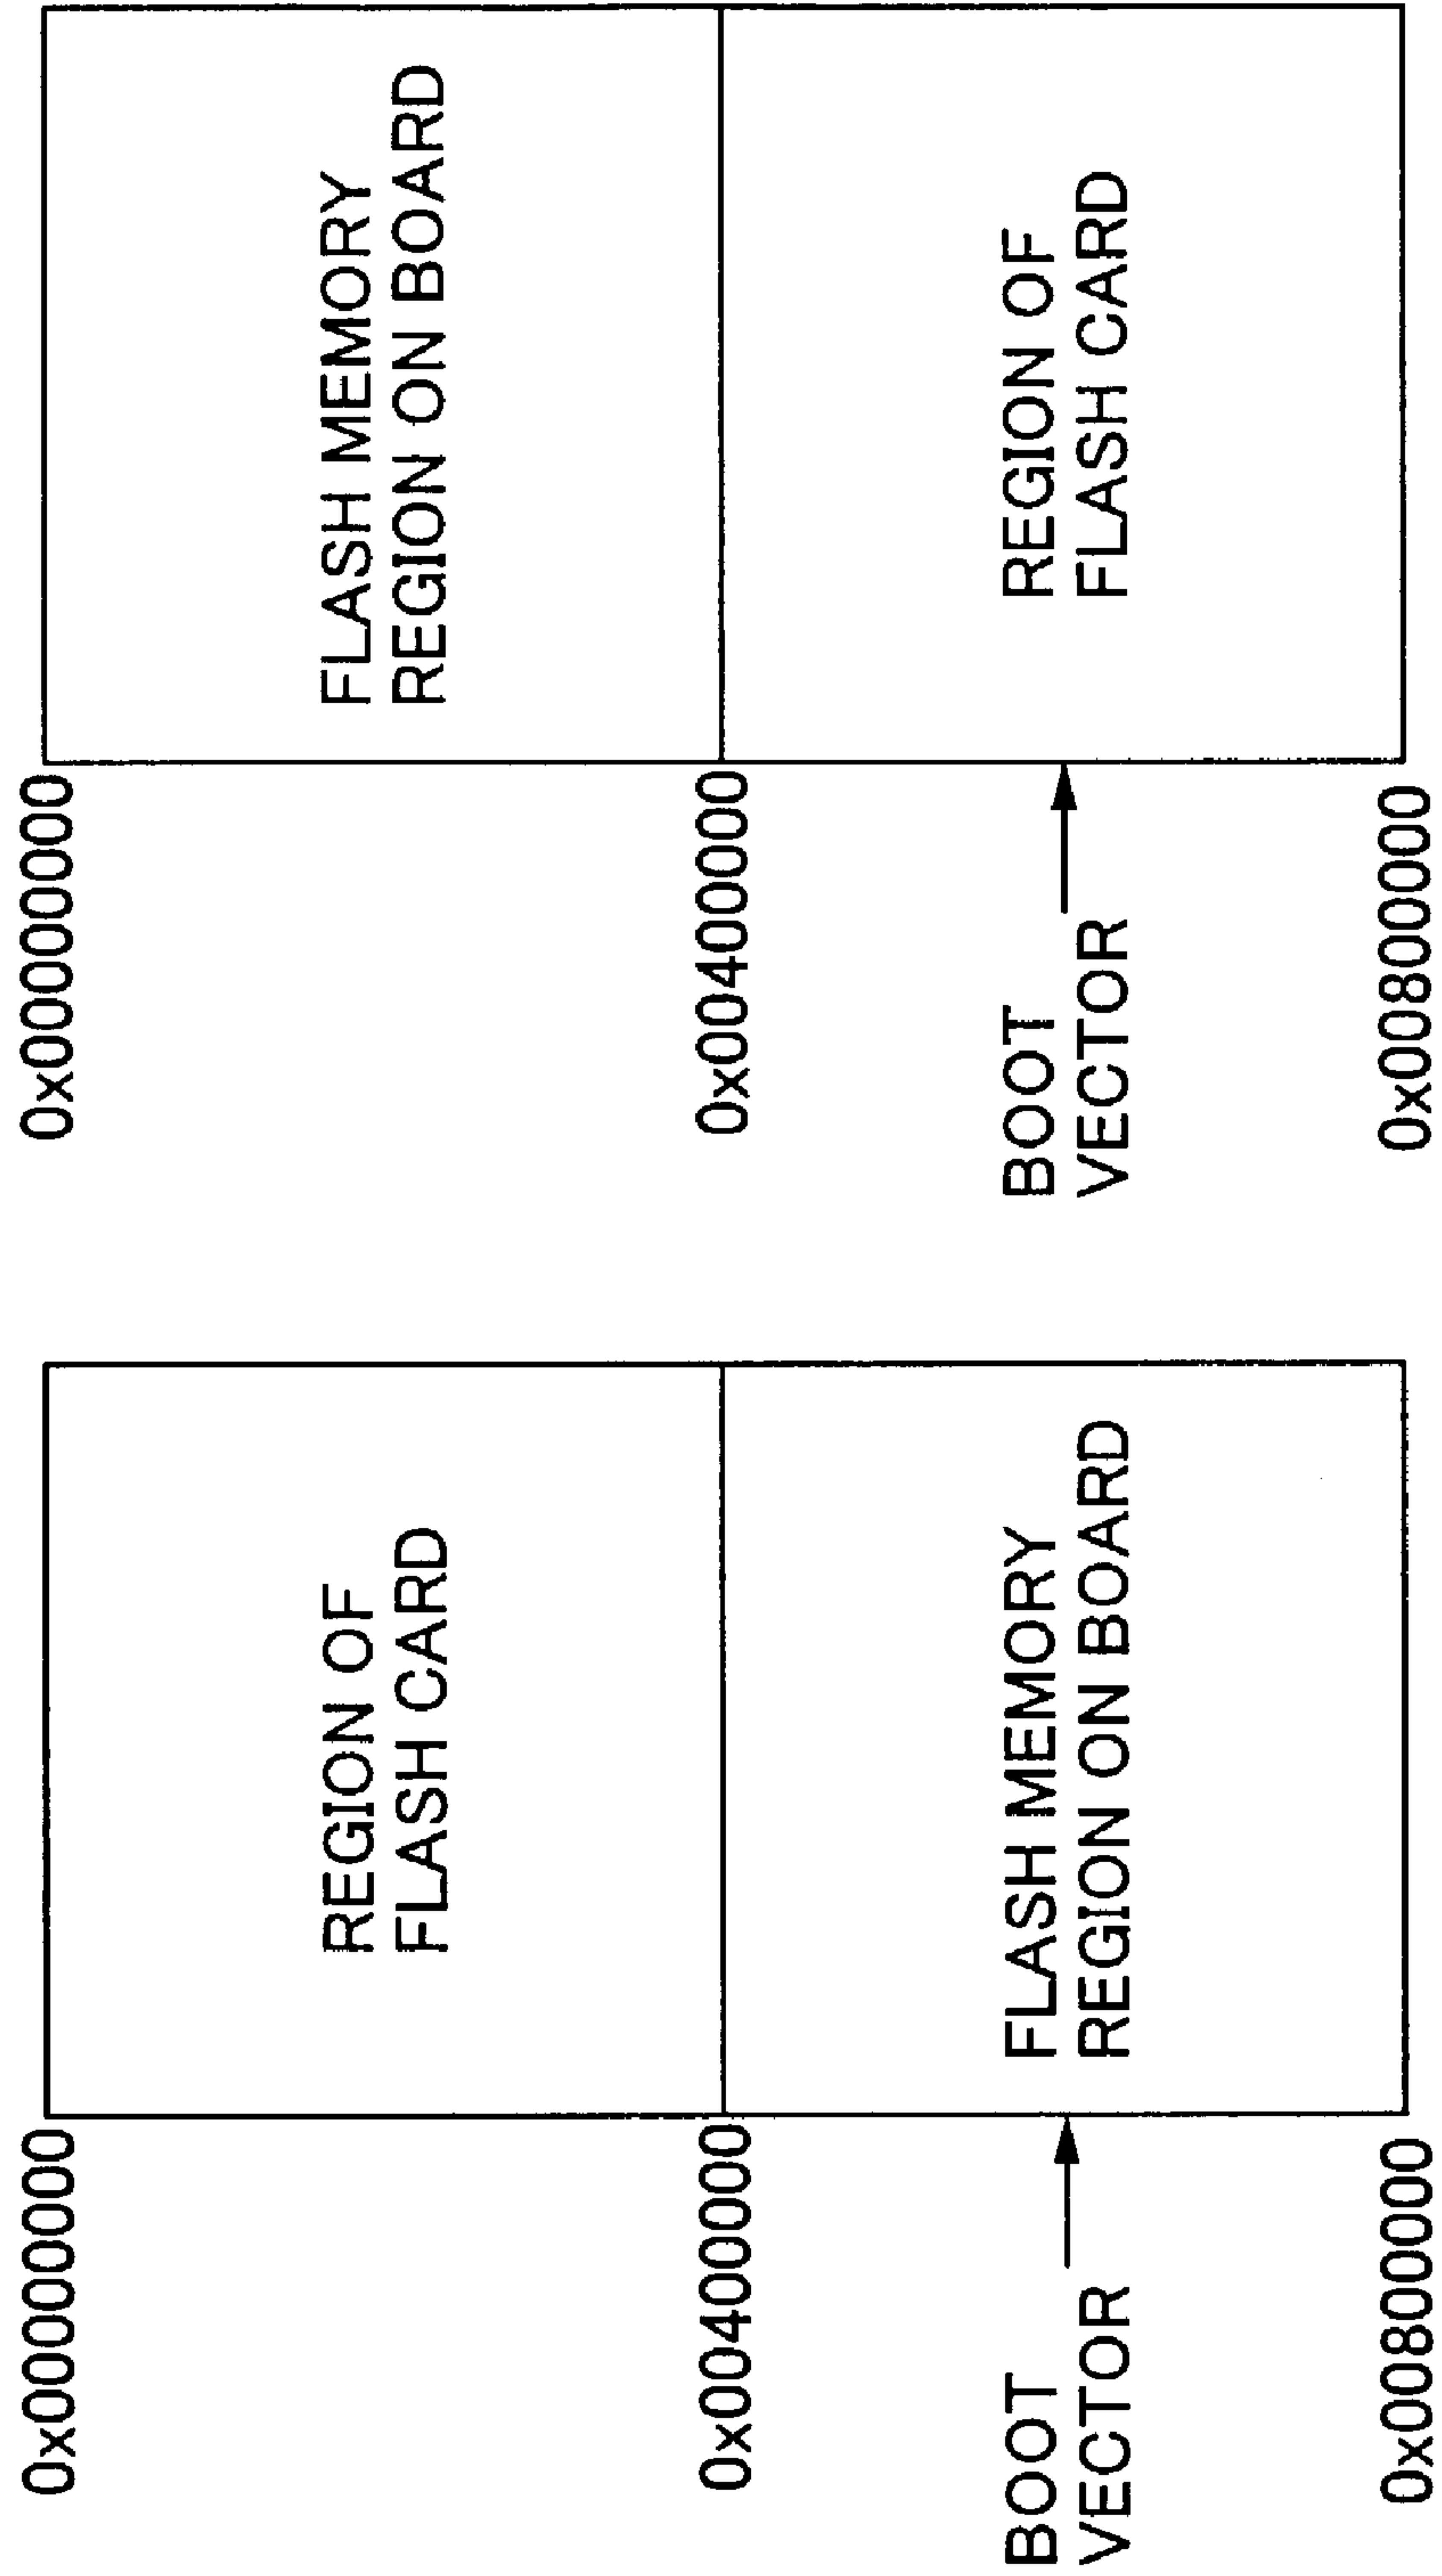 0x00000000
REGION OF
FLASH CARD
0x00400000
BOOT
VECTOR
FLASH MEMORY
REGION ON BOARD
0x00800000
0x00000000
FLASH MEMORY
REGION ON BOARD
0x00400000
BOOT
VECTOR
REGION OF
FLASH CARD
0x00800000